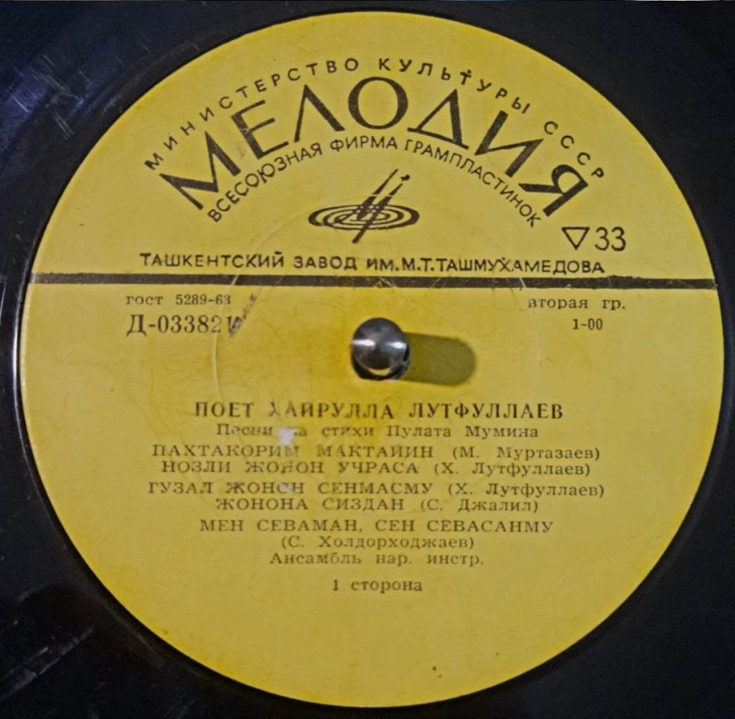 МИНИСТЕРСТВО КУЛЬТУРЫ СССР
МЕЛОДИЯ
ВСЕСОЮЗНАЯ ФИРМА ГРАМПЛАСТИНОК
▽33
ТАШКЕНТСКИЙ ЗАВОД ИМ.М.Т.ТАШМУХАМЕДОВА
гост 5289-63
вторая гр.
1-00
ПОЕТ ХАЙРУЛЛА ЛУТФУЛЛАЕВ
Песни на стихи Пулата Мумина
ПАХТАКОРИМ МАКТАЙИН (М. Муртазаев)
НОЗЛИ ЖОНОН УЧРАСА (Х. Лутфуллаев)
ГУЗАЛ ЖОНОН СЕНМАСМУ (Х. Лутфуллаев)
ЖОНОНА СИЗДАН (С. Джалил)
МЕН СЕВАМАН, СЕН СЕВАСАНМУ
(С. Холдорходжаев)
Ансамбль нар. инстр.
1 сторона